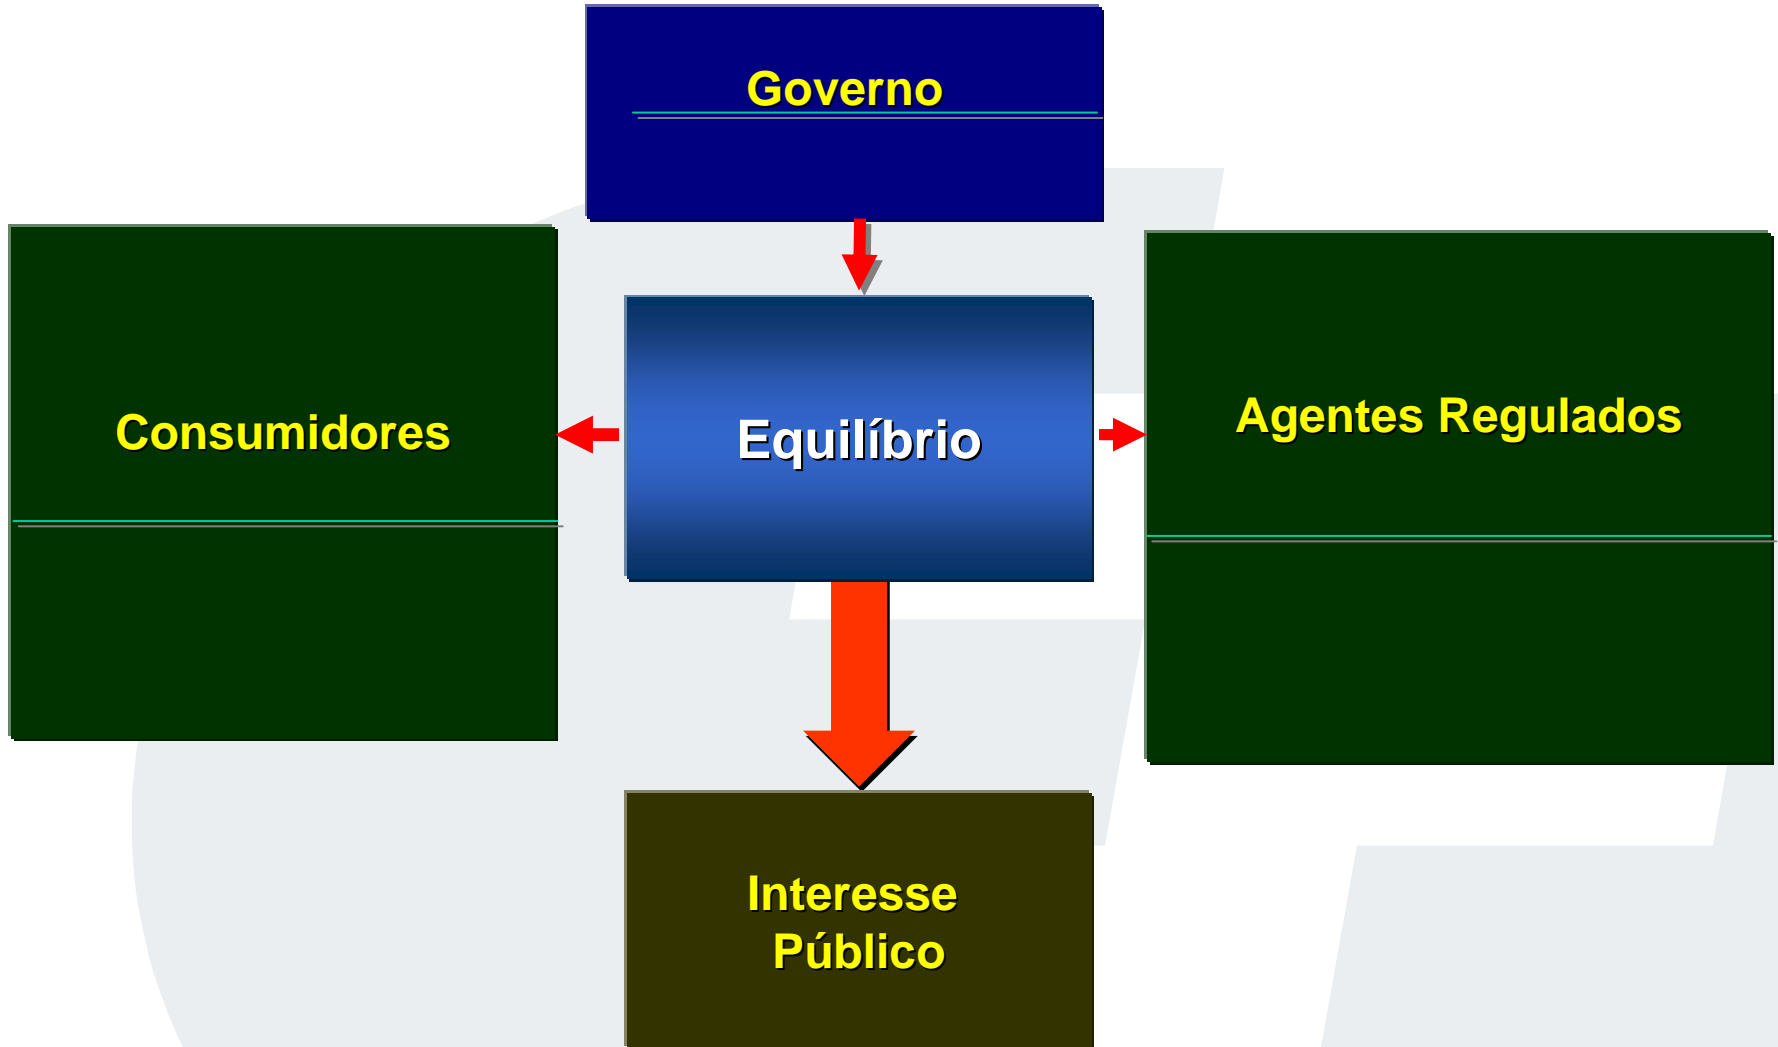 Governo
Consumidores
Equilíbrio
Agentes Regulados
Interesse
Público